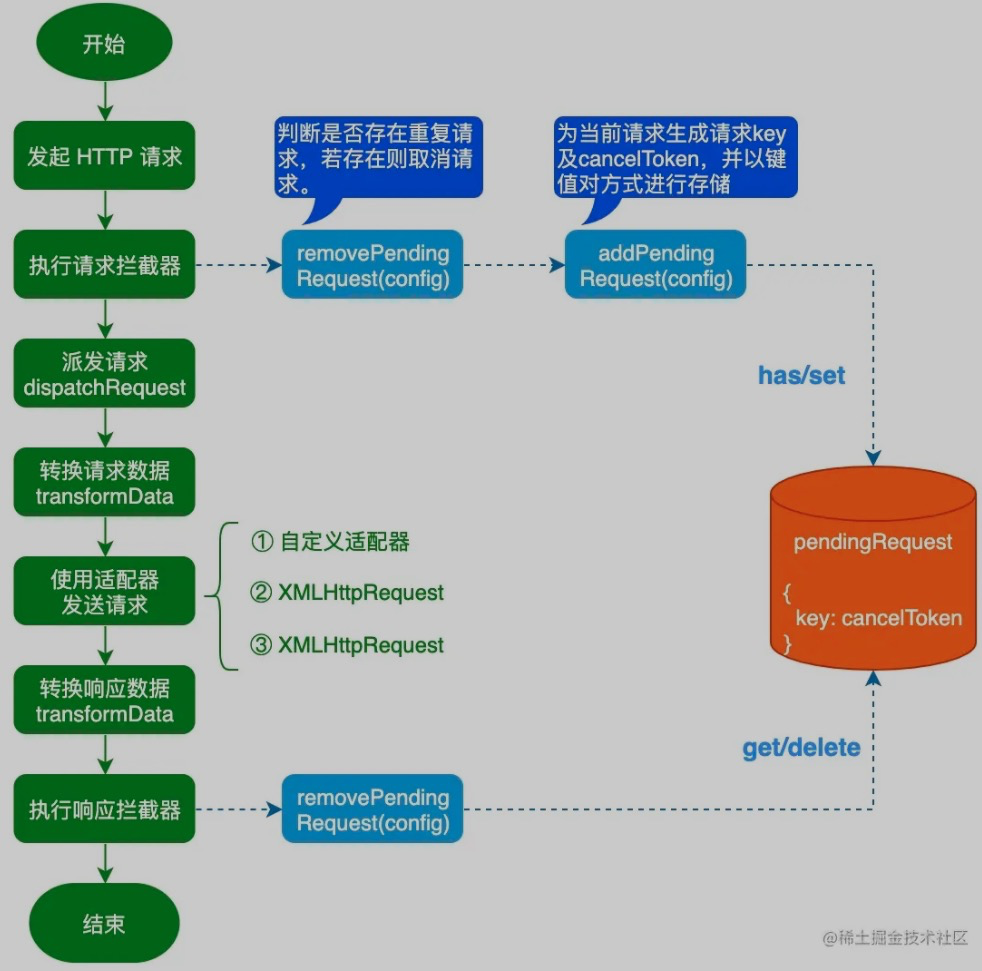 开始
发起 HTTP 请求
判断是否存在重复请
求，若存在则取消请
求。
为当前请求生成请求key
及cancelToken，并以键
值对方式进行存储
执行请求拦截器
removePending
Request(config)
addPending
Request(config)
派发请求
dispatchRequest
has/set
转换请求数据
transformData
使用适配器
发送请求
① 自定义适配器
② XMLHttpRequest
③ XMLHttpRequest
pendingRequest
{
key: cancelToken
}
转换响应数据
transformData
get/delete
执行响应拦截器
removePending
Request(config)
结束
@稀土掘金技术社区